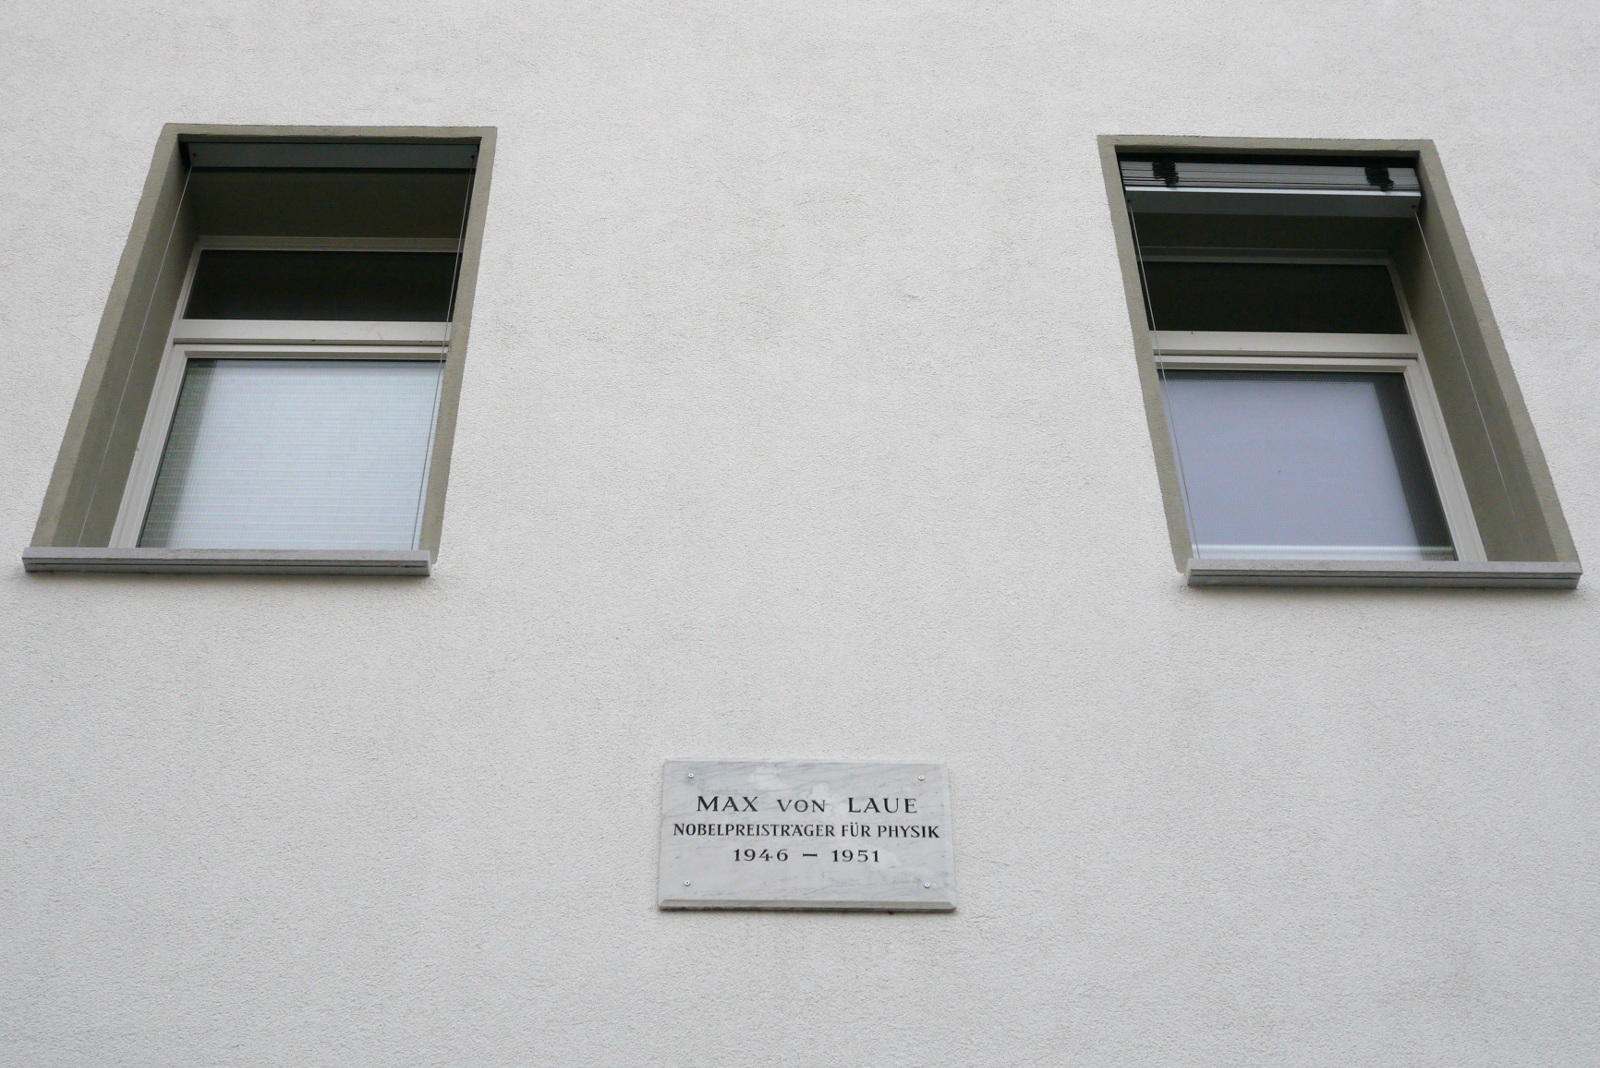 MAX VON LAUE
NOBELPREISTRÄGER FÜR PHYSIK
1946 – 1951